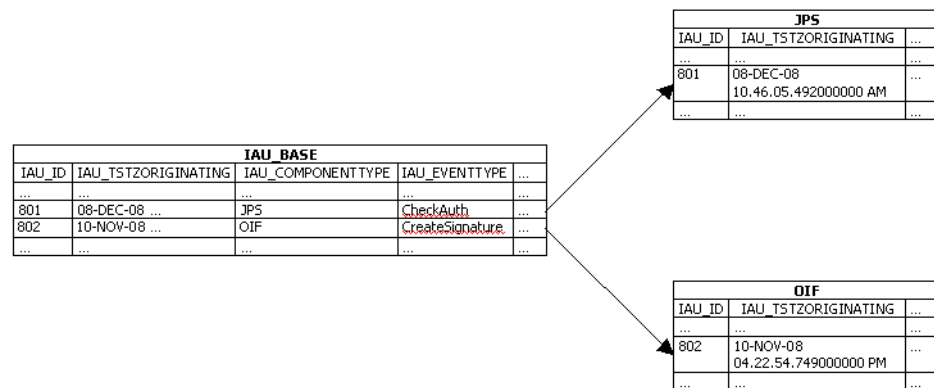 JPS
IAU_ID IAU_TSTZORIGINATING ...
... ... ...
801 08-DEC-08 ...
10.46.05.492000000 AM
... ... ...
IAU_BASE
IAU_ID IAU_TSTZORIGINATING IAU_COMPONENTTYPE IAU_EVENTTYPE ...
... ... ... ... ...
801 08-DEC-08 ... JPS CheckAuth ...
802 10-NOV-08 ... OIF CreateSignature ...
... ... ... ... ...
OIF
IAU_ID IAU_TSTZORIGINATING ...
... ... ...
802 10-NOV-08 ...
04.22.54.749000000 PM
... ... ...